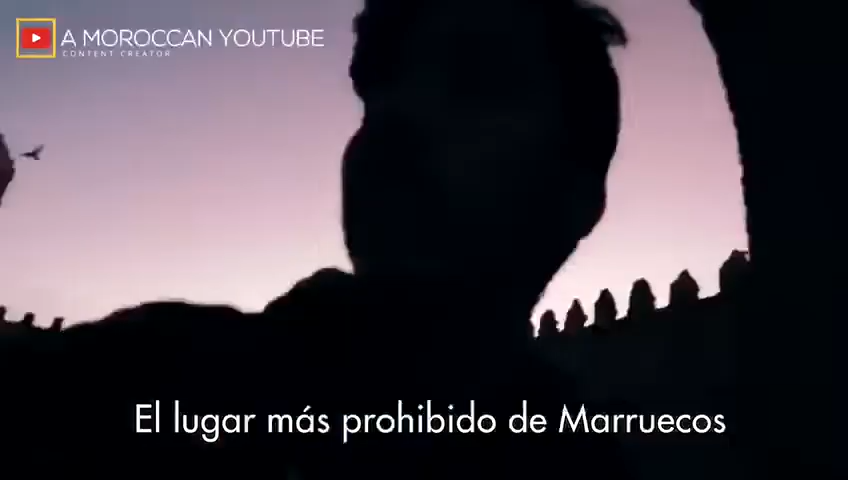 A MOROCCAN YOUTUBE
CONTENT CREATOR
El lugar más prohibido de Marruecos